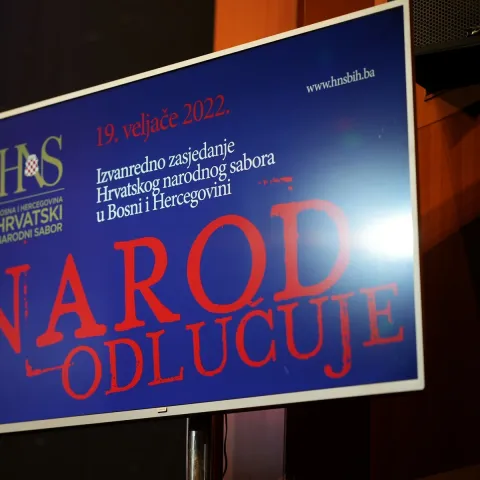 www.hnsbih.ba
19. veljače 2022.
Izvanredno zasjedanje
Hrvatskog narodnog sabora
u Bosni i Hercegovini
HNS
BOSNA I HERCEGOVINA
HRVATSKI
NARODNI SABOR
NAROD
ODLUČUJE